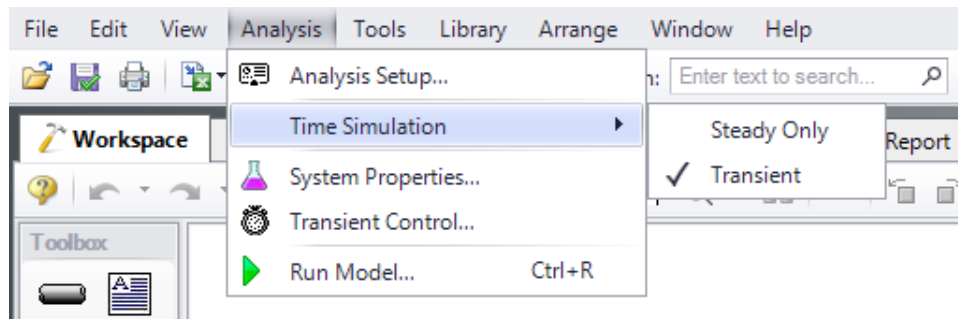 File Edit View Analysis Tools Library Arrange Window Help
Analysis Setup...
Enter text to search...
Workspace
Time Simulation
Steady Only
Report
System Properties...
Transient
Transient Control...
Toolbox
Run Model... Ctrl+R
A